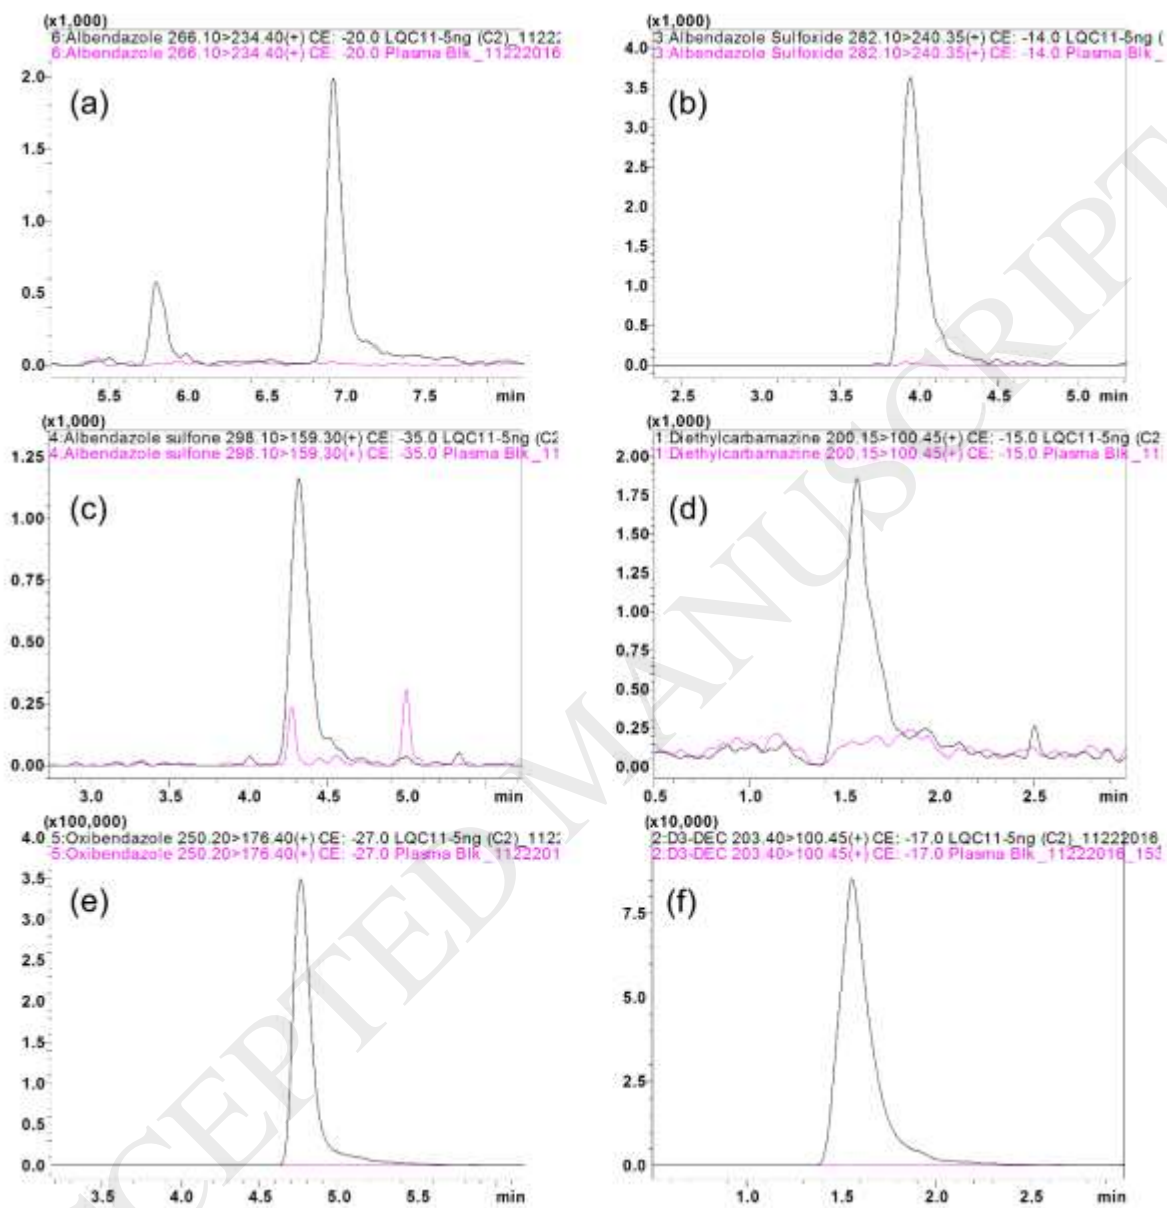 (x1,000)
6:Albendazole 266.10>234.40(+) CE: -20.0 LQC11-5ng (C2)_1122
6:Albendazole 266.10>234.40(+) CE: -20.0 Plasma Blk_11222016
2.0
1.5
1.0
0.5
0.0
(a)
5.5 6.0 6.5 7.0 7.5 min
(x1,000)
4.0
3:Albendazole Sulfoxide 282.10>240.35(+) CE: -14.0 LQC11-5ng (
3:Albendazole Sulfoxide 282.10>240.35(+) CE: -14.0 Plasma Blk_
3.5
3.0
2.5
2.0
1.5
1.0
0.5
0.0
(b)
2.5 3.0 3.5 4.0 4.5 5.0 min
(x1,000)
4:Albendazole sulfone 298.10>159.30(+) CE: -35.0 LQC11-5ng (C2
4:Albendazole sulfone 298.10>159.30(+) CE: -35.0 Plasma Blk_11
1.25
1.00
0.75
0.50
0.25
0.00
(c)
3.0 3.5 4.0 4.5 5.0 min
(x1,000)
1:Diethylcarbamazine 200.15>100.45(+) CE: -15.0 LQC11-5ng (C2
1:Diethylcarbamazine 200.15>100.45(+) CE: -15.0 Plasma Blk_11
2.00
1.75
1.50
1.25
1.00
0.75
0.50
0.25
0.00
(d)
0.5 1.0 1.5 2.0 2.5 min
(x100,000)
4.0
5:Oxibendazole 250.20>176.40(+) CE: -27.0 LQC11-5ng (C2)_1122
5:Oxibendazole 250.20>176.40(+) CE: -27.0 Plasma Blk_1122201
3.5
3.0
2.5
2.0
1.5
1.0
0.5
0.0
(e)
3.5 4.0 4.5 5.0 5.5 min
(x10,000)
2:D3-DEC 203.40>100.45(+) CE: -17.0 LQC11-5ng (C2)_11222016_
2:D3-DEC 203.40>100.45(+) CE: -17.0 Plasma Blk_11222016_153
7.5
5.0
2.5
0.0
(f)
1.0 1.5 2.0 2.5 min
CEPTED MANUSCRIPT